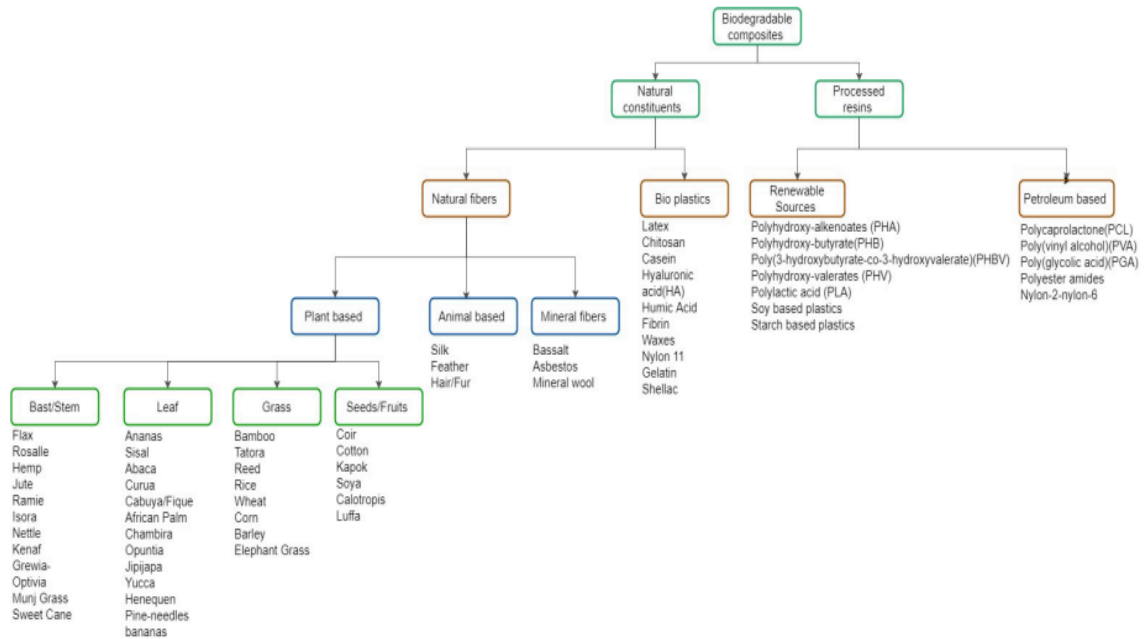 Biodegradable
composites
Natural
constituents
Processed
resins
Natural fibers
Bio plastics
Renewable
Sources
Petroleum based
Latex
Chitosan
Casein
Hyaluronic
acid(HA)
Humic Acid
Fibrin
Waxes
Nylon 11
Gelatin
Shellac
Polyhydroxy-alkenoates (PHA)
Polyhydroxy-butyrate(PHB)
Poly(3-hydroxybutyrate-co-3-hydroxyvalerate)(PHBV)
Polyhydroxy-valerates (PHV)
Polylactic acid (PLA)
Soy based plastics
Starch based plastics
Polycaprolactone(PCL)
Poly(vinyl alcohol)(PVA)
Poly(glycolic acid)(PGA)
Polyester amides
Nylon-2-nylon-6
Plant based
Animal based
Mineral fibers
Silk
Feather
Hair/Fur
Bassalt
Asbestos
Mineral wool
Bast/Stem
Leaf
Grass
Seeds/Fruits
Flax
Rosalle
Hemp
Jute
Ramie
Isora
Nettle
Kenaf
Grewia-
Optivia
Munj Grass
Sweet Cane
Ananas
Sisal
Abaca
Curua
Cabuya/Fique
African Palm
Chambira
Opuntia
Jipijapa
Yucca
Henequen
Pine-needles
bananas
Bamboo
Tatora
Reed
Rice
Wheat
Corn
Barley
Elephant Grass
Coir
Cotton
Kapok
Soya
Calotropis
Luffa